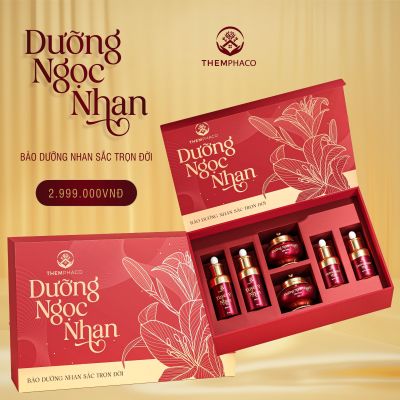 Dưỡng
Ngọc
Nhan
THEMPHACO
BẢO DƯỠNG NHAN SẮC TRỌN ĐỜI
2.999.000VNĐ
THEMPHACO
Dưỡng
Ngọc
Nhan
BẢO DƯỠNG NHAN SẮC TRỌN ĐỜI
THEMPHACO
Dưỡng
Ngọc
Nhan
BẢO DƯỠNG NHAN SẮC TRỌN ĐỜI